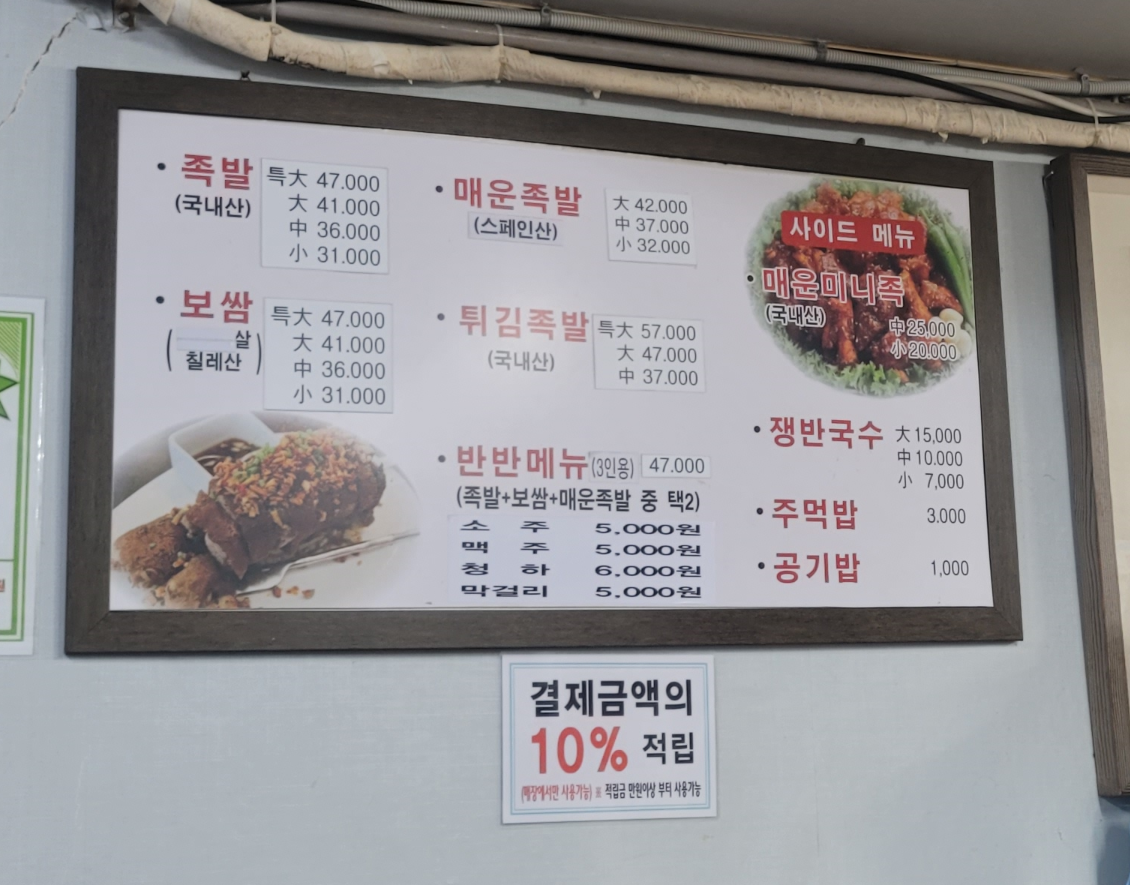 • 족발
(국내산)
특大 47.000
大 41.000
中 36.000
小 31.000
• 보쌈
( 살
칠레산 )
특大 47.000
大 41.000
中 36.000
小 31.000
• 매운족발
(스페인산)
大 42.000
中 37.000
小 32.000
• 튀김족발
(국내산)
특大 57.000
大 47.000
中 37.000
• 반반메뉴(3인용) 47.000
(족발+보쌈+매운족발 중 택2)
소 주 5.000원
맥 주 5.000원
청 하 6.000원
막걸리 5.000원
사이드 메뉴
• 매운미니족
(국내산)
中 25,000
小 20.000
• 쟁반국수 大 15,000
中 10.000
小 7,000
• 주먹밥 3.000
• 공기밥 1,000
결제금액의
10% 적립
(매장에서만 사용가능) 적립금 만원이상 부터 사용가능